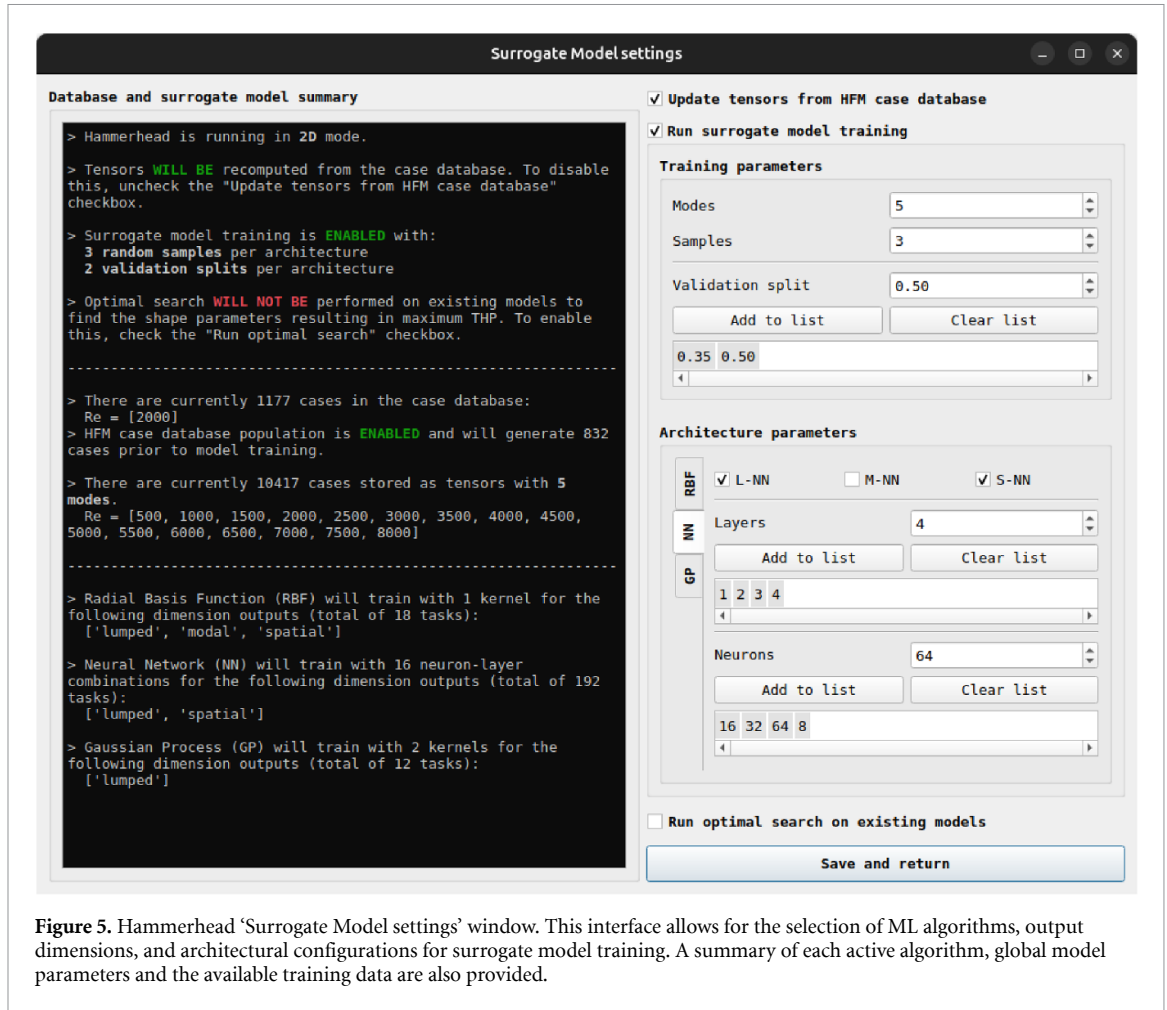 Surrogate Model settings
Database and surrogate model summary
> Hammerhead is running in 2D mode.
> Tensors WILL BE recomputed from the case database. To disable
this, uncheck the "Update tensors from HFM case database"
checkbox.
> Surrogate model training is ENABLED with:
3 random samples per architecture
2 validation splits per architecture
> Optimal search WILL NOT BE performed on existing models to
find the shape parameters resulting in maximum THP. To enable
this, check the "Run optimal search" checkbox.
----------------------------------------------------------------
> There are currently 1177 cases in the case database:
Re = [2000]
> HFM case database population is ENABLED and will generate 832
cases prior to model training.
> There are currently 10417 cases stored as tensors with 5
modes.
Re = [500, 1000, 1500, 2000, 2500, 3000, 3500, 4000, 4500,
5000, 5500, 6000, 6500, 7000, 7500, 8000]
----------------------------------------------------------------
> Radial Basis Function (RBF) will train with 1 kernel for the
following dimension outputs (total of 18 tasks):
['lumped', 'modal', 'spatial']
> Neural Network (NN) will train with 16 neuron-layer
combinations for the following dimension outputs (total of 192
tasks):
['lumped', 'spatial']
> Gaussian Process (GP) will train with 2 kernels for the
following dimension outputs (total of 12 tasks):
['lumped']
Update tensors from HFM case database
Run surrogate model training
Training parameters
Modes 5
Samples 3
Validation split 0.50
Add to list Clear list
0.35 0.50
Architecture parameters
RBF
NN
GP
L-NN M-NN S-NN
Layers 4
Add to list Clear list
1 2 3 4
Neurons 64
Add to list Clear list
16 32 64 8
Run optimal search on existing models
Save and return
Figure 5. Hammerhead ‘Surrogate Model settings’ window. This interface allows for the selection of ML algorithms, output
dimensions, and architectural configurations for surrogate model training. A summary of each active algorithm, global model
parameters and the available training data are also provided.